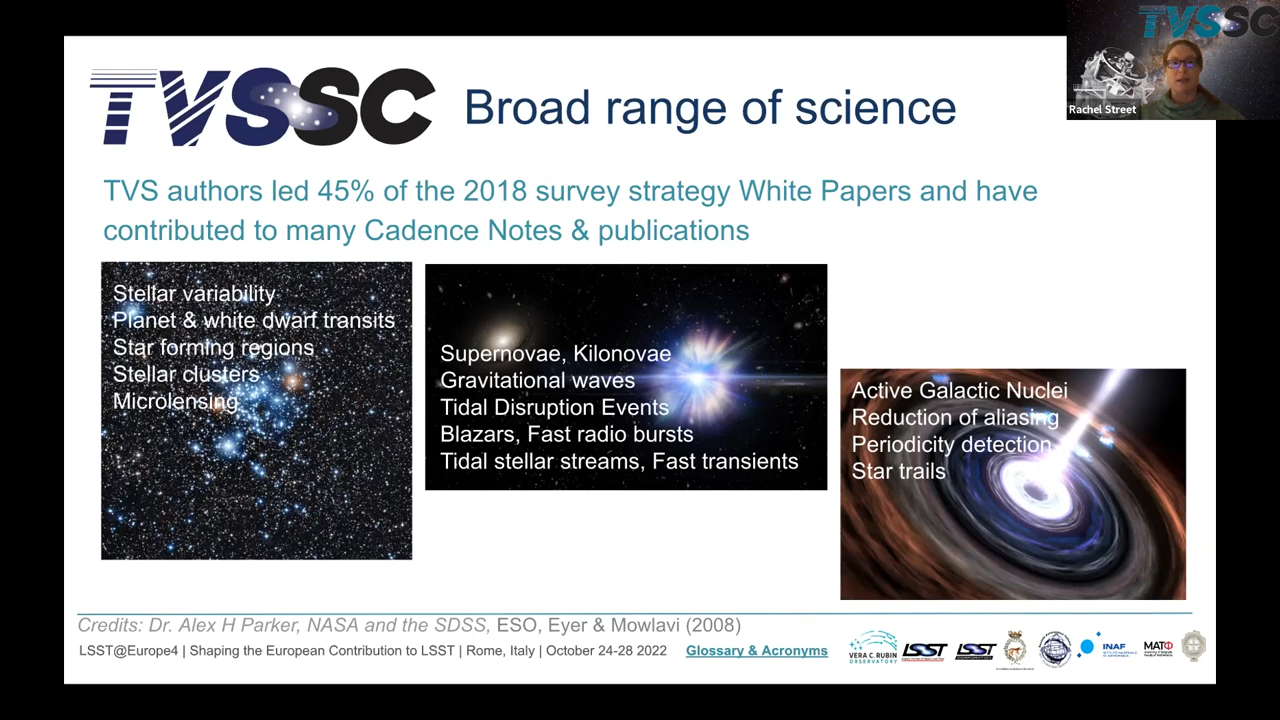 TVSSC
Rachel Street
TVSSC Broad range of science
TVS authors led 45% of the 2018 survey strategy White Papers and have
contributed to many Cadence Notes & publications
Stellar variability
Planet & white dwarf transits
Star forming regions
Stellar clusters
Microlensing
Supernovae, Kilonovae
Gravitational waves
Tidal Disruption Events
Blazars, Fast radio bursts
Tidal stellar streams, Fast transients
Active Galactic Nuclei
Reduction of aliasing
Periodicity detection
Star trails
Credits: Dr. Alex H Parker, NASA and the SDSS, ESO, Eyer & Mowlavi (2008)
LSST@Europe4 | Shaping the European Contribution to LSST | Rome, Italy | October 24-28 2022 Glossary & Acronyms
VERA C. RUBIN
OBSERVATORY
LSST
LSST
INAF
MATФ